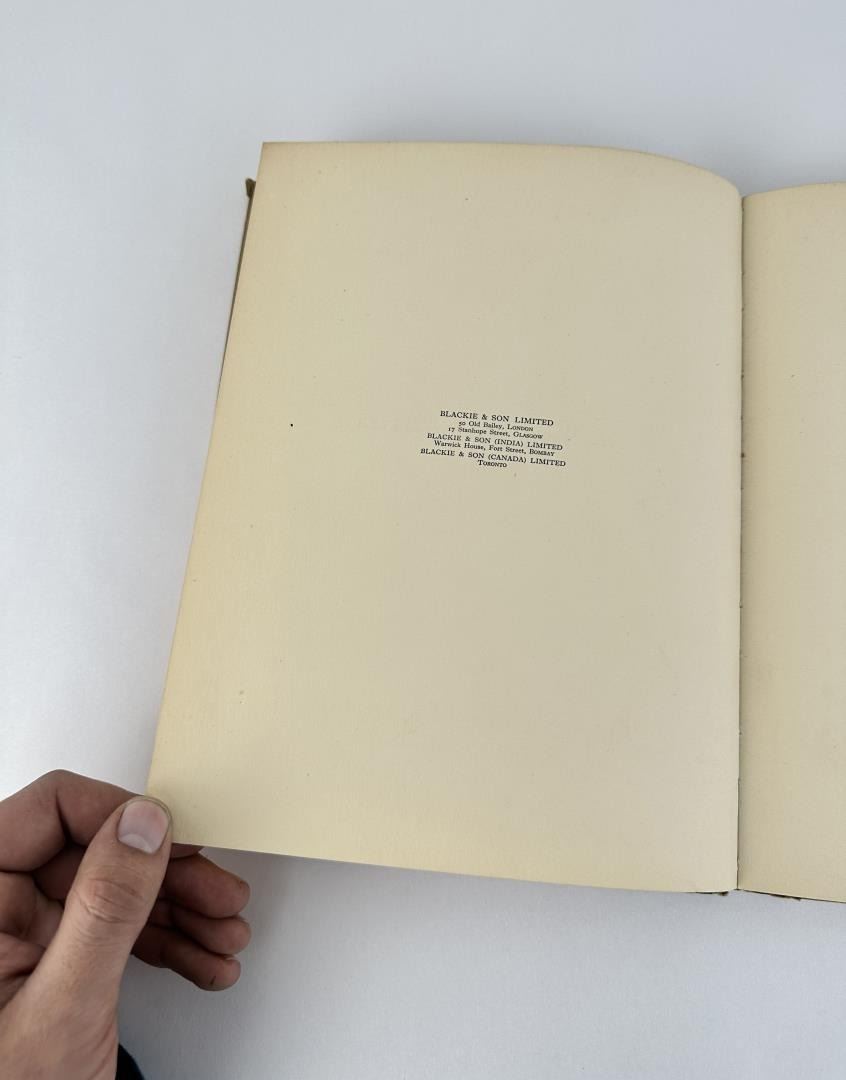 BLACKIE & SON LIMITED
50 Old Bailey, LONDON
17 Stanhope Street, GLASGOW
BLACKIE & SON (INDIA) LIMITED
Warwick House, Fort Street, BOMBAY
BLACKIE & SON (CANADA) LIMITED
TORONTO